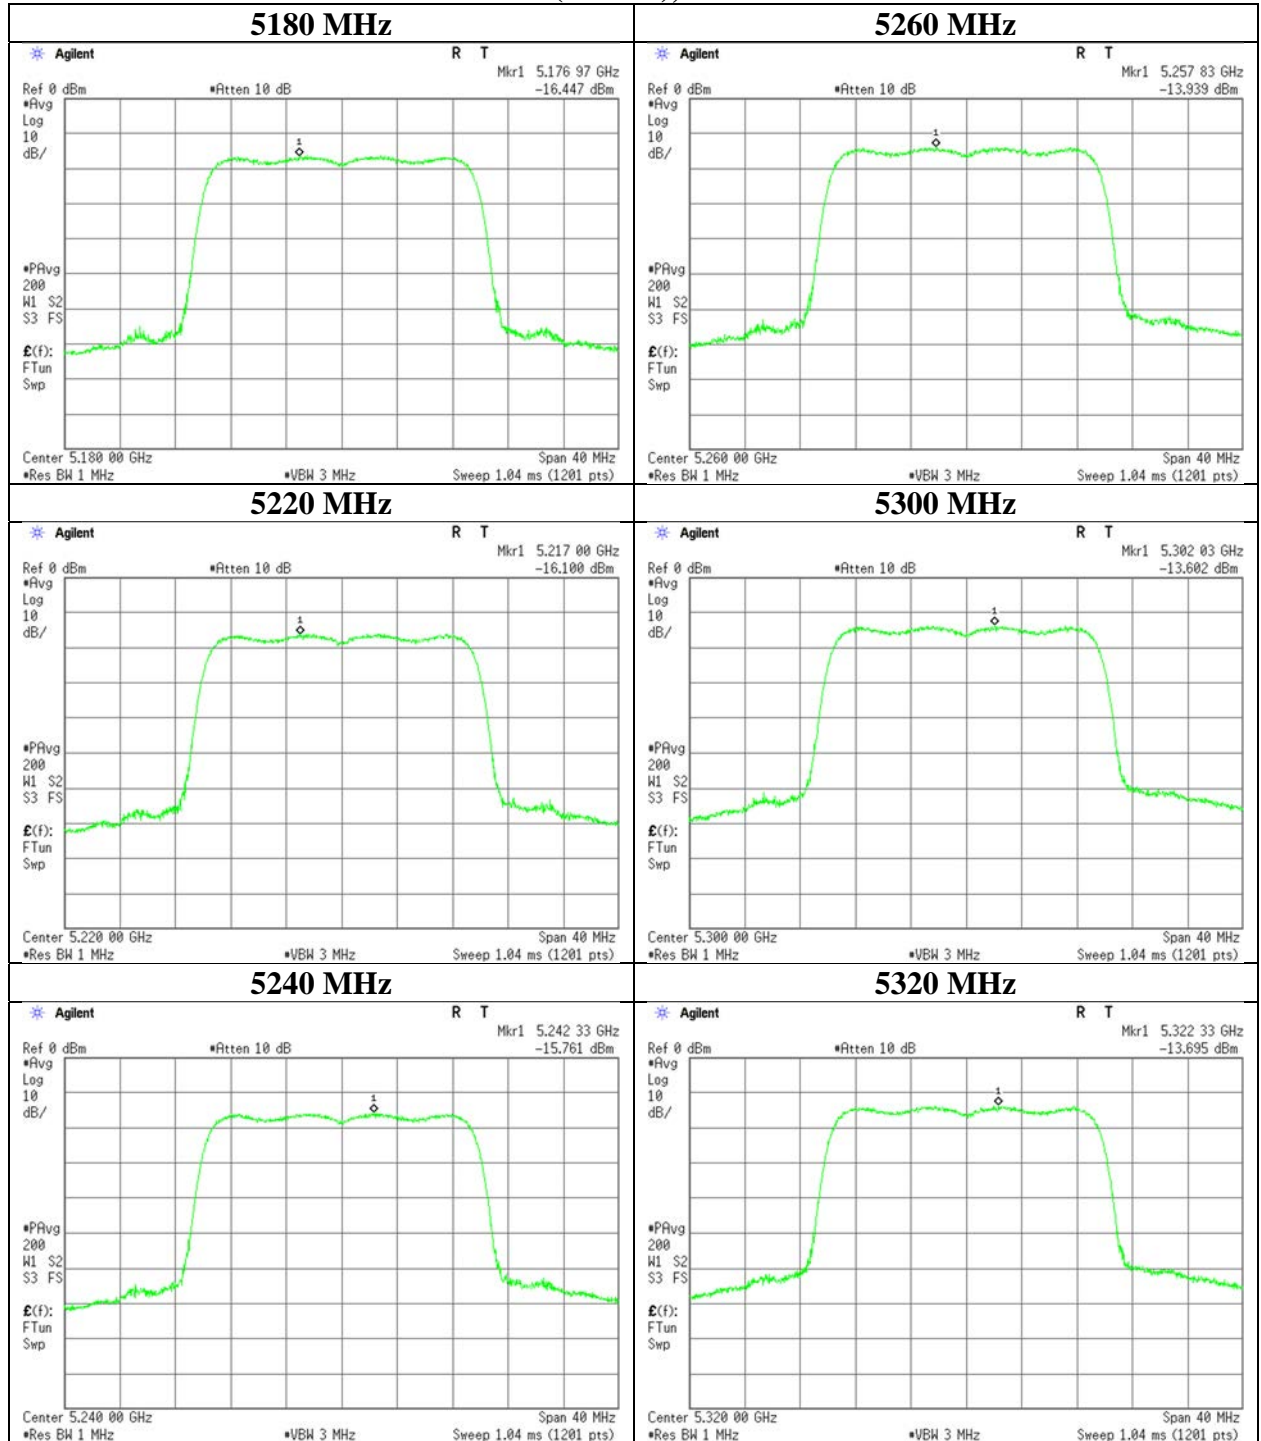 5180 MHz
Agilent R T
Mkr1 5.176 97 GHz
Ref 0 dBm #Atten 10 dB -16.447 dBm
#Avg
Log
10
dB/
1
#PAvg
200
W1 S2
S3 FS
£(f):
FTun
Swp
Center 5.180 00 GHz Span 40 MHz
#Res BW 1 MHz #VBW 3 MHz Sweep 1.04 ms (1201 pts)
5260 MHz
Agilent R T
Mkr1 5.257 83 GHz
Ref 0 dBm #Atten 10 dB -13.939 dBm
#Avg
Log
10
dB/
1
#PAvg
200
W1 S2
S3 FS
£(f):
FTun
Swp
Center 5.260 00 GHz Span 40 MHz
#Res BW 1 MHz #VBW 3 MHz Sweep 1.04 ms (1201 pts)
5220 MHz
Agilent R T
Mkr1 5.217 00 GHz
Ref 0 dBm #Atten 10 dB -16.100 dBm
#Avg
Log
10
dB/
1
#PAvg
200
W1 S2
S3 FS
£(f):
FTun
Swp
Center 5.220 00 GHz Span 40 MHz
#Res BW 1 MHz #VBW 3 MHz Sweep 1.04 ms (1201 pts)
5300 MHz
Agilent R T
Mkr1 5.302 03 GHz
Ref 0 dBm #Atten 10 dB -13.602 dBm
#Avg
Log
10
dB/
1
#PAvg
200
W1 S2
S3 FS
£(f):
FTun
Swp
Center 5.300 00 GHz Span 40 MHz
#Res BW 1 MHz #VBW 3 MHz Sweep 1.04 ms (1201 pts)
5240 MHz
Agilent R T
Mkr1 5.242 33 GHz
Ref 0 dBm #Atten 10 dB -15.761 dBm
#Avg
Log
10
dB/
1
#PAvg
200
W1 S2
S3 FS
£(f):
FTun
Swp
Center 5.240 00 GHz Span 40 MHz
#Res BW 1 MHz #VBW 3 MHz Sweep 1.04 ms (1201 pts)
5320 MHz
Agilent R T
Mkr1 5.322 33 GHz
Ref 0 dBm #Atten 10 dB -13.695 dBm
#Avg
Log
10
dB/
1
#PAvg
200
W1 S2
S3 FS
£(f):
FTun
Swp
Center 5.320 00 GHz Span 40 MHz
#Res BW 1 MHz #VBW 3 MHz Sweep 1.04 ms (1201 pts)